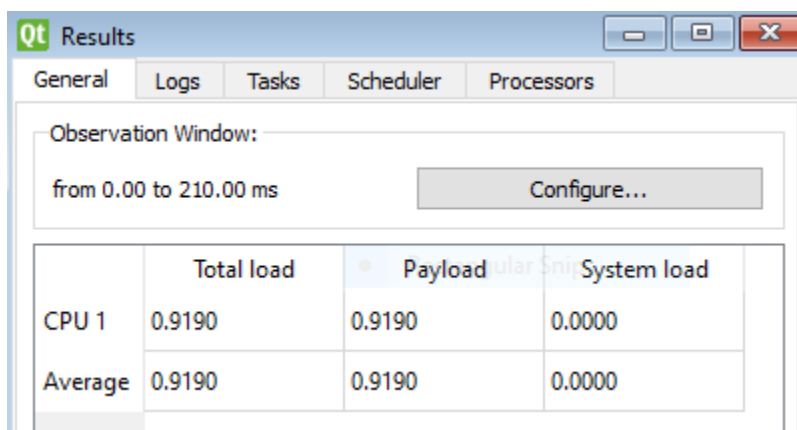 Qt Results
General Logs Tasks Scheduler Processors
Observation Window:
from 0.00 to 210.00 ms Configure...
Total load Payload System load
CPU 1 0.9190 0.9190 0.0000
Average 0.9190 0.9190 0.0000